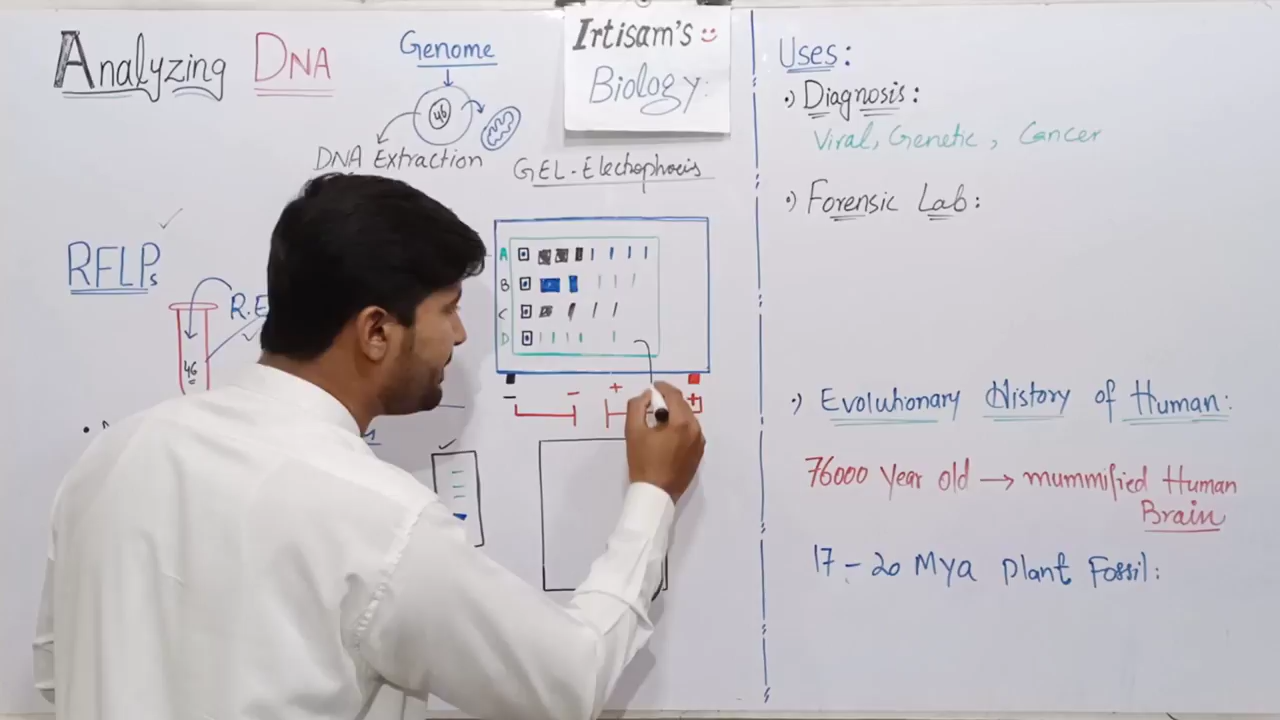 Analyzing DNA
Genome
46
DNA Extraction
Irtisam's
Biology:
GEL-Electophoeis
RFLPs
R.E
46
A
B
C
D
-
-
+
+
Uses:
•) Diagnosis:
Viral, Genetic, Cancer
•) Forensic Lab:
•) Evolutionary History of Human:
76000 Year old → mummified Human
Brain
17-20 Mya Plant Fossil: